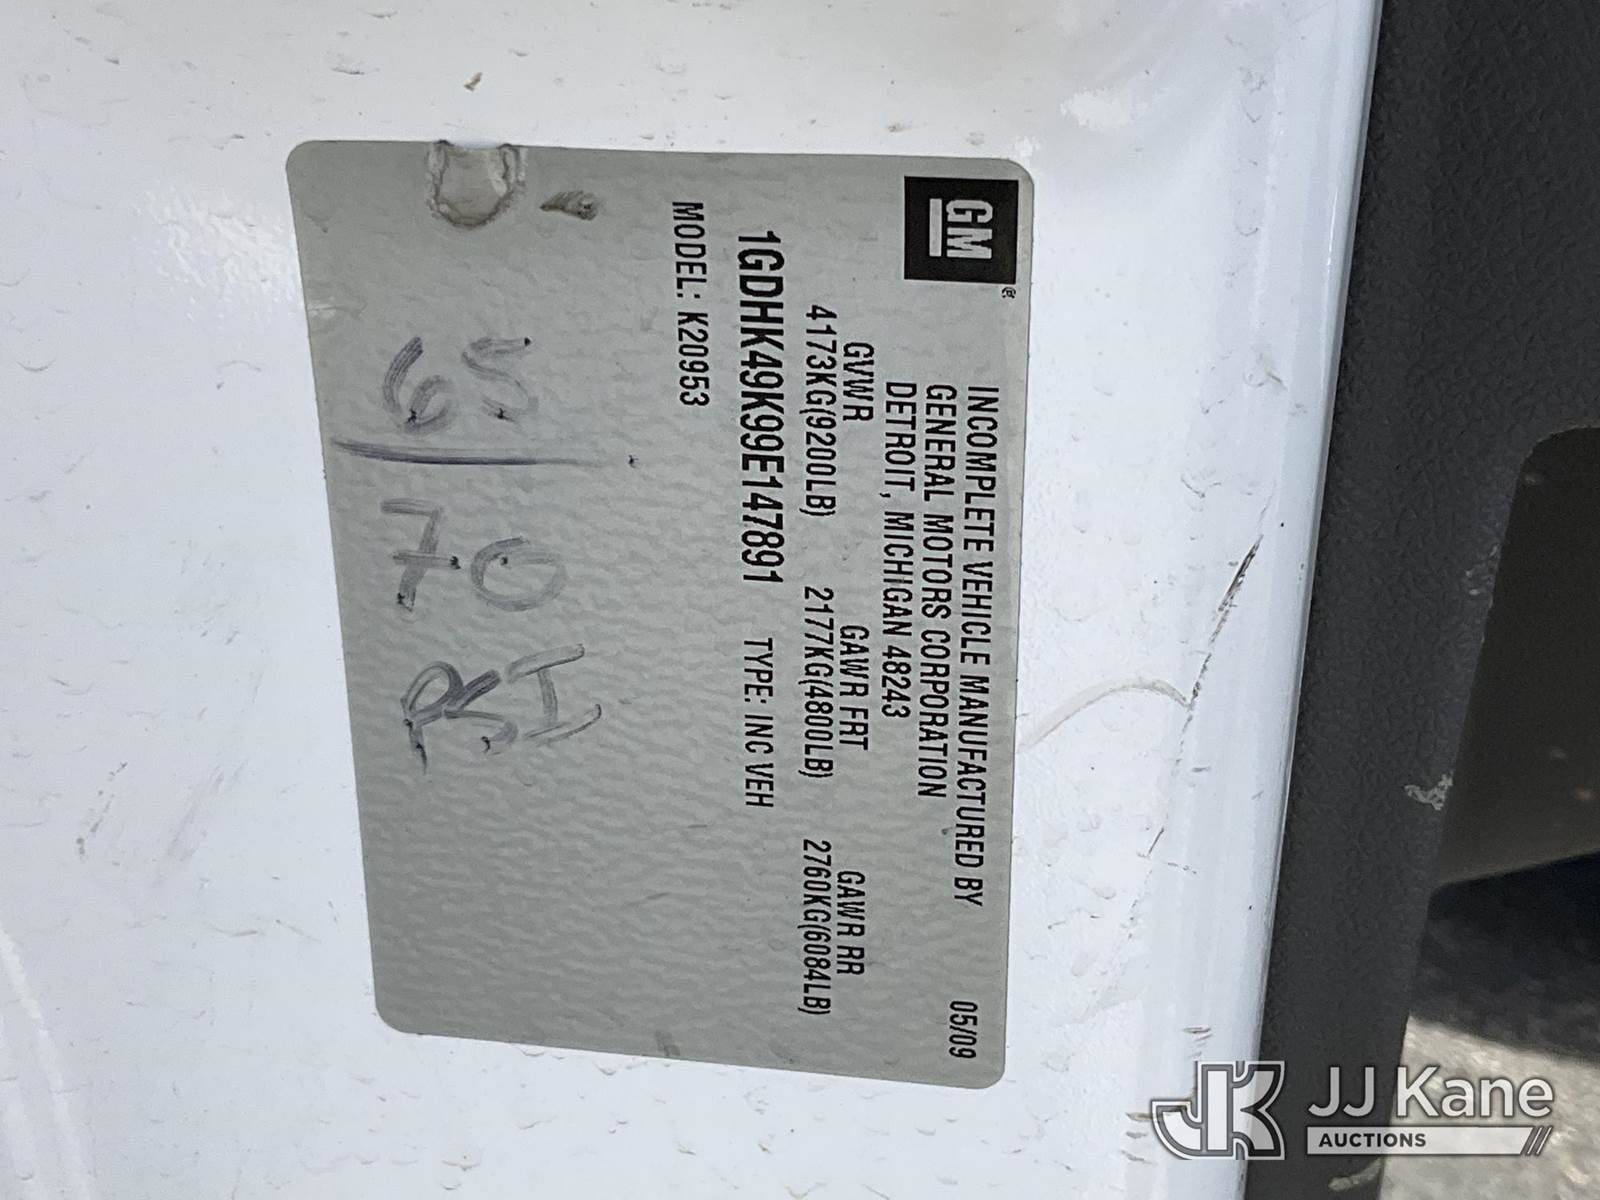 GM
INCOMPLETE VEHICLE MANUFACTURED BY 05/09
GENERAL MOTORS CORPORATION
DETROIT, MICHIGAN 48243
GVWR GAWR FRT GAWR RR
4173KG(9200LB) 2177KG(4800LB) 2760KG(6084LB)
1GDHK49K99E147891 TYPE: INC VEH
MODEL: K20953
70 PSI
JJ Kane
AUCTIONS